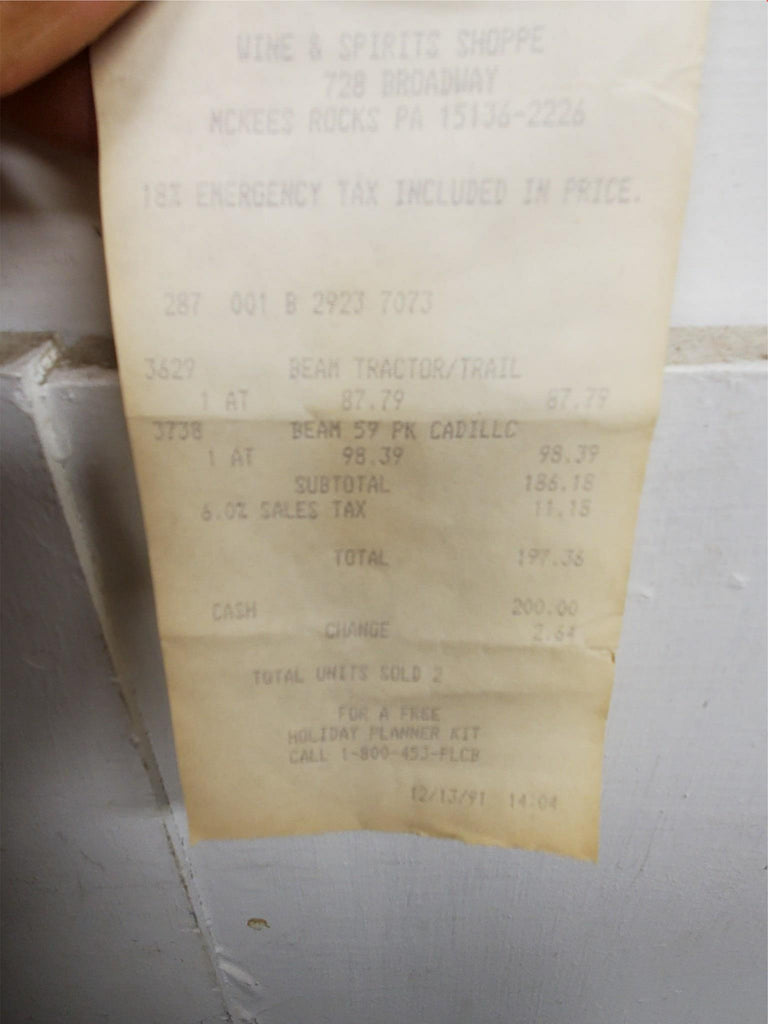 WINE & SPIRITS SHOPPE
728 BROADWAY
MCKEES ROCKS PA 15136-2226
18% EMERGENCY TAX INCLUDED IN PRICE.
287 001 B 2923 7073
3629 BEAM TRACTOR/TRAIL
1 AT 87.79 87.79
3738 BEAM 59 PK CADILLC
1 AT 98.39 98.39
SUBTOTAL 186.18
6.0% SALES TAX 11.18
TOTAL 197.36
CASH 200.00
CHANGE 2.64
TOTAL UNITS SOLD 2
FOR A FREE
HOLIDAY PLANNER KIT
CALL 1-800-453-PLCB
12/13/91 14:04